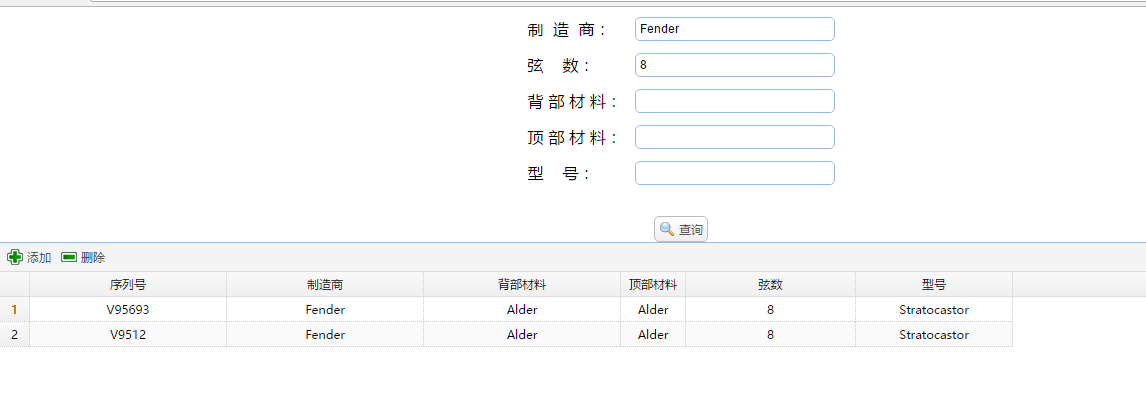 制 造 商： Fender
弦 数： 8
背 部 材 料：
顶 部 材 料：
型 号：
查询
添加 删除
序列号 制造商 背部材料 顶部材料 弦数 型号
1 V95693 Fender Alder Alder 8 Stratocastor
2 V9512 Fender Alder Alder 8 Stratocastor